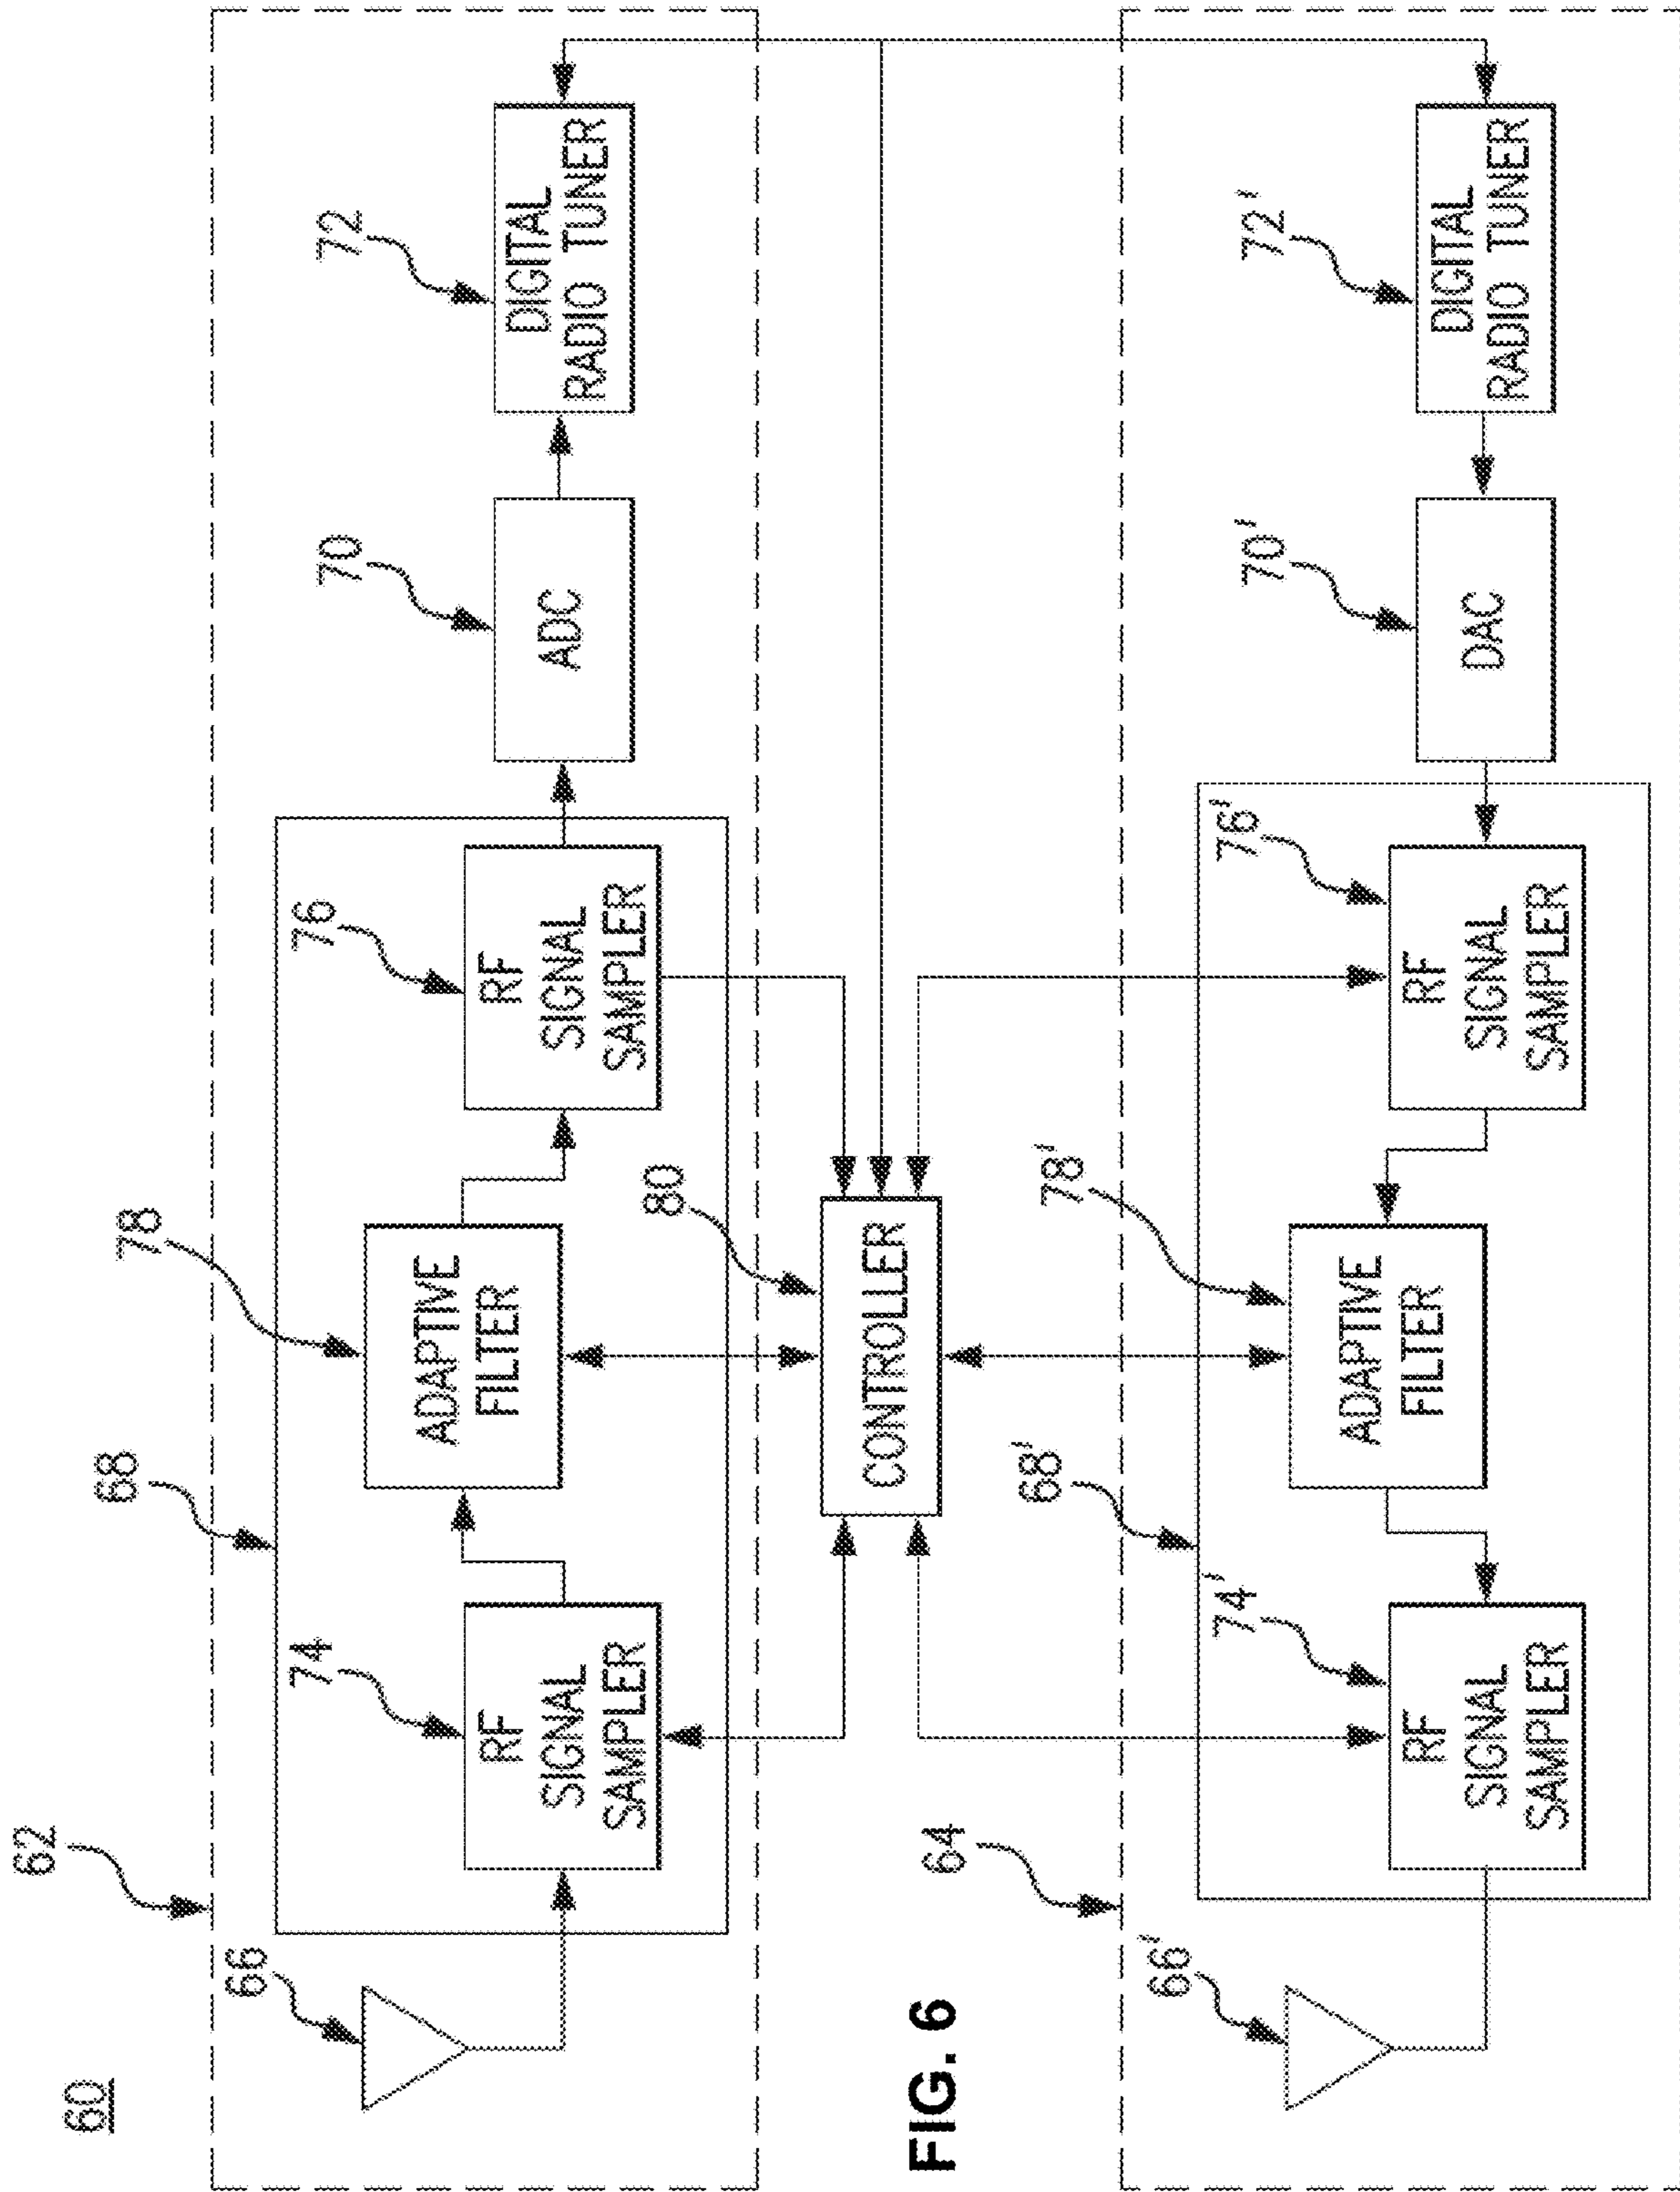 60
62
66
68
74
RF
SIGNAL
SAMPLER
78
ADAPTIVE
FILTER
76
RF
SIGNAL
SAMPLER
70
ADC
72
DIGITAL
RADIO TUNER
80
CONTROLLER
FIG. 6
64
66'
68'
74'
RF
SIGNAL
SAMPLER
78'
ADAPTIVE
FILTER
76'
RF
SIGNAL
SAMPLER
70'
DAC
72'
DIGITAL
RADIO TUNER